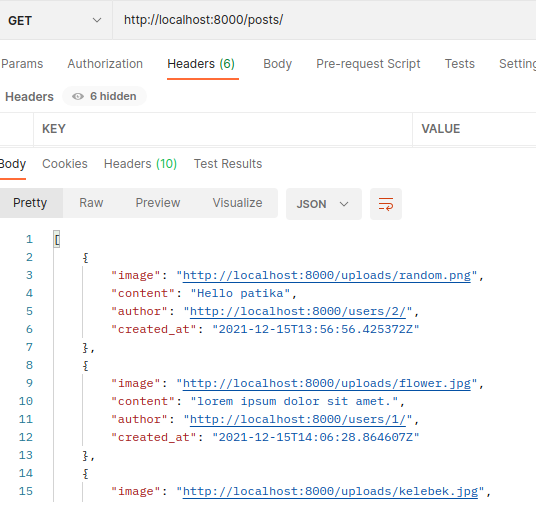 GET http://localhost:8000/posts/
Params Authorization Headers (6) Body Pre-request Script Tests Setting
Headers 6 hidden
KEY VALUE
Body Cookies Headers (10) Test Results
Pretty Raw Preview Visualize JSON
1 [
2 {
3 "image": "http://localhost:8000/uploads/random.png",
4 "content": "Hello patika",
5 "author": "http://localhost:8000/users/2/",
6 "created_at": "2021-12-15T13:56:56.425372Z"
7 },
8 {
9 "image": "http://localhost:8000/uploads/flower.jpg",
10 "content": "lorem ipsum dolor sit amet.",
11 "author": "http://localhost:8000/users/1/",
12 "created_at": "2021-12-15T14:06:28.864607Z"
13 },
14 {
15 "image": "http://localhost:8000/uploads/kelebek.jpg",